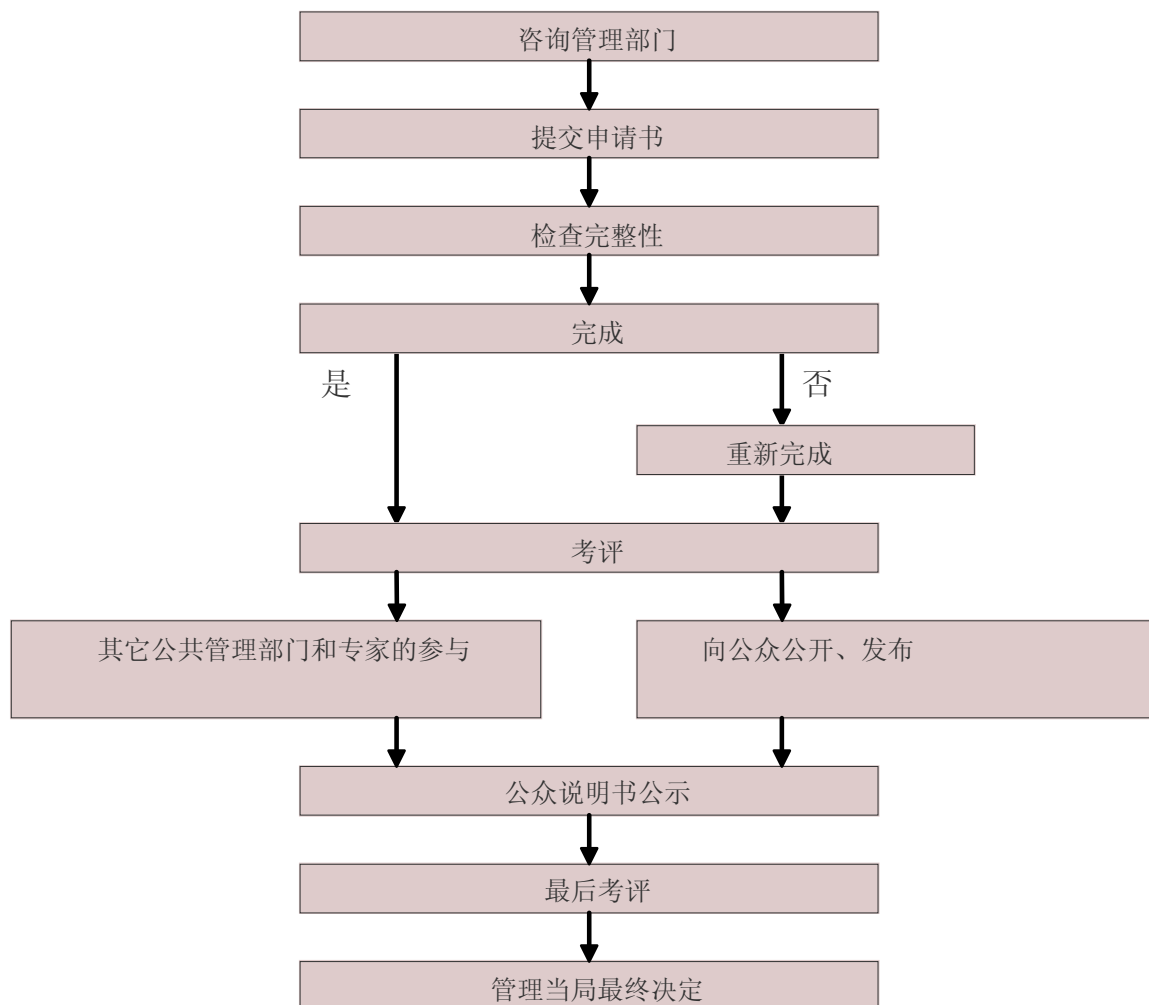 咨询管理部门
提交申请书
检查完整性
完成
是
否
重新完成
考评
其它公共管理部门和专家的参与
向公众公开、发布
公众说明书公示
最后考评
管理当局最终决定